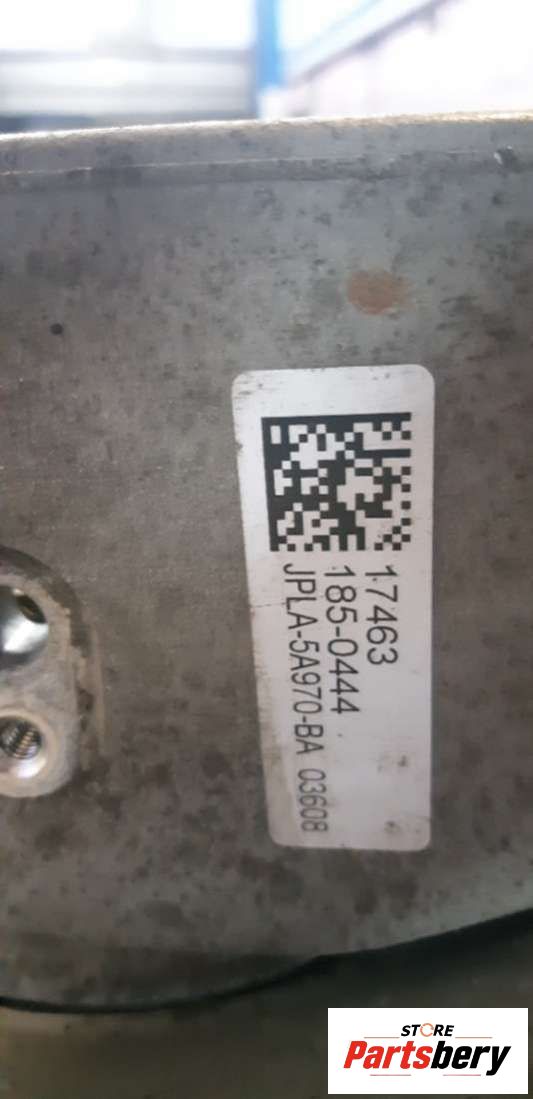 17463
185-0444
JPLA-5A970-BA 03608
STORE
Partsbery